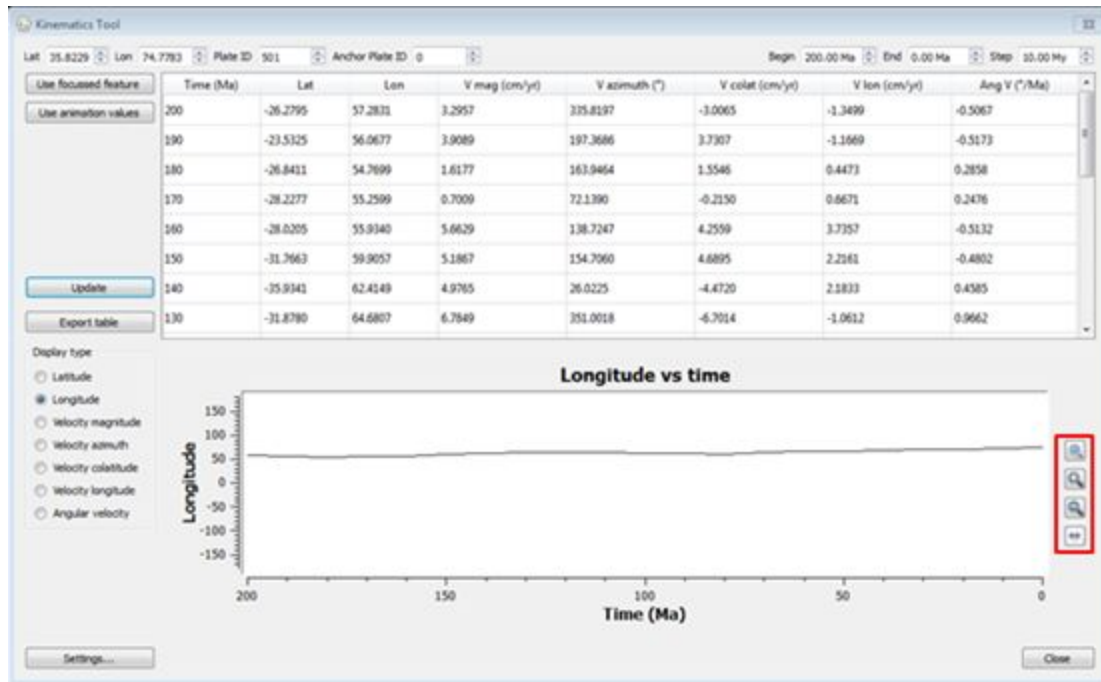 Kinematics Tool
Lat 35.8229 Lon 74.7783 Plate ID 501 Anchor Plate ID 0 Begin 200.00 Ma End 0.00 Ma Step 10.00 My
Use focussed feature
Use animation values
Time (Ma) Lat Lon V mag (cm/yr) V azimuth (°) V colat (cm/yr) V lon (cm/yr) Ang V (°/Ma)
200 -26.2795 57.2831 3.2957 335.8197 -3.0065 -1.3499 -0.5067
190 -23.5325 56.0677 3.9089 197.3686 3.7307 -1.1669 -0.5173
180 -26.8411 54.7699 1.6177 163.9464 1.5546 0.4473 0.2858
170 -28.2277 55.2599 0.7009 72.1390 -0.2150 0.6671 0.2476
160 -28.0205 55.9340 5.6629 138.7247 4.2559 3.7357 -0.5132
150 -31.7663 59.9057 5.1867 154.7060 4.6895 2.2161 -0.4802
140 -35.9341 62.4149 4.9765 26.0225 -4.4720 2.1833 0.4585
130 -31.8780 64.6807 6.7849 351.0018 -6.7014 -1.0612 0.9662
Update
Export table
Display type
Latitude
Longitude
Velocity magnitude
Velocity azimuth
Velocity colatitude
Velocity longitude
Angular velocity
Longitude vs time
Longitude
150
100
50
0
-50
-100
-150
200 150 100 50 0
Time (Ma)
Settings...
Close